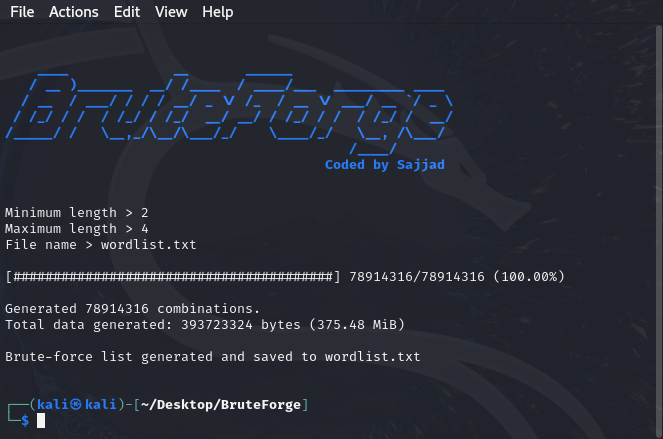 File Actions Edit View Help
BruteForge
Coded by Sajjad
Minimum length > 2
Maximum length > 4
File name > wordlist.txt
[########################################] 78914316/78914316 (100.00%)
Generated 78914316 combinations.
Total data generated: 393723324 bytes (375.48 MiB)
Brute-force list generated and saved to wordlist.txt
┌──(kali㉿kali)-[~/Desktop/BruteForge]
└─$